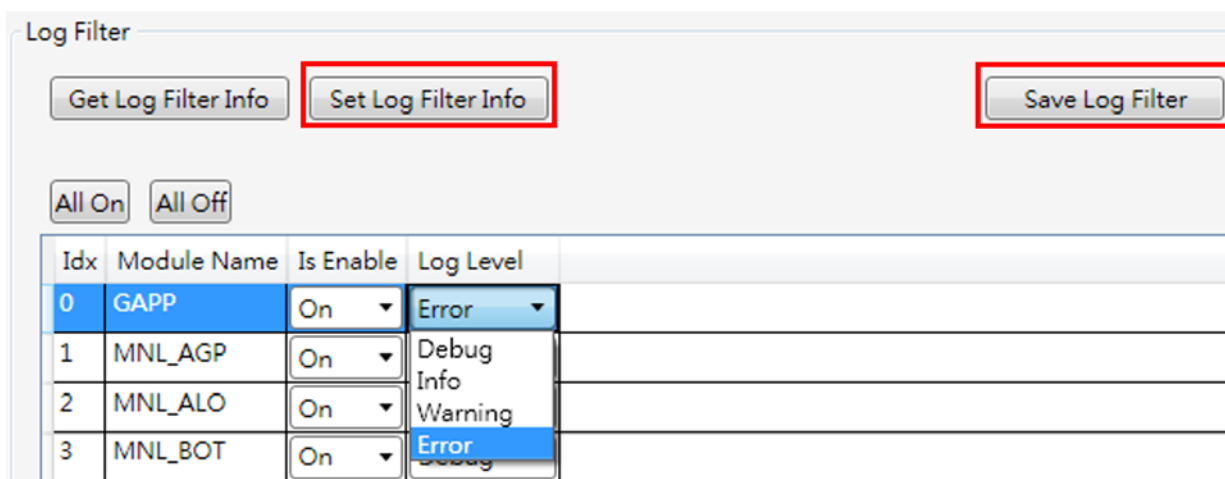 Log Filter
Get Log Filter Info Set Log Filter Info Save Log Filter
All On All Off
Idx Module Name Is Enable Log Level
0 GAPP On Error
1 MNL_AGP On Debug
Info
2 MNL_ALO On Warning
3 MNL_BOT On Error
Debug